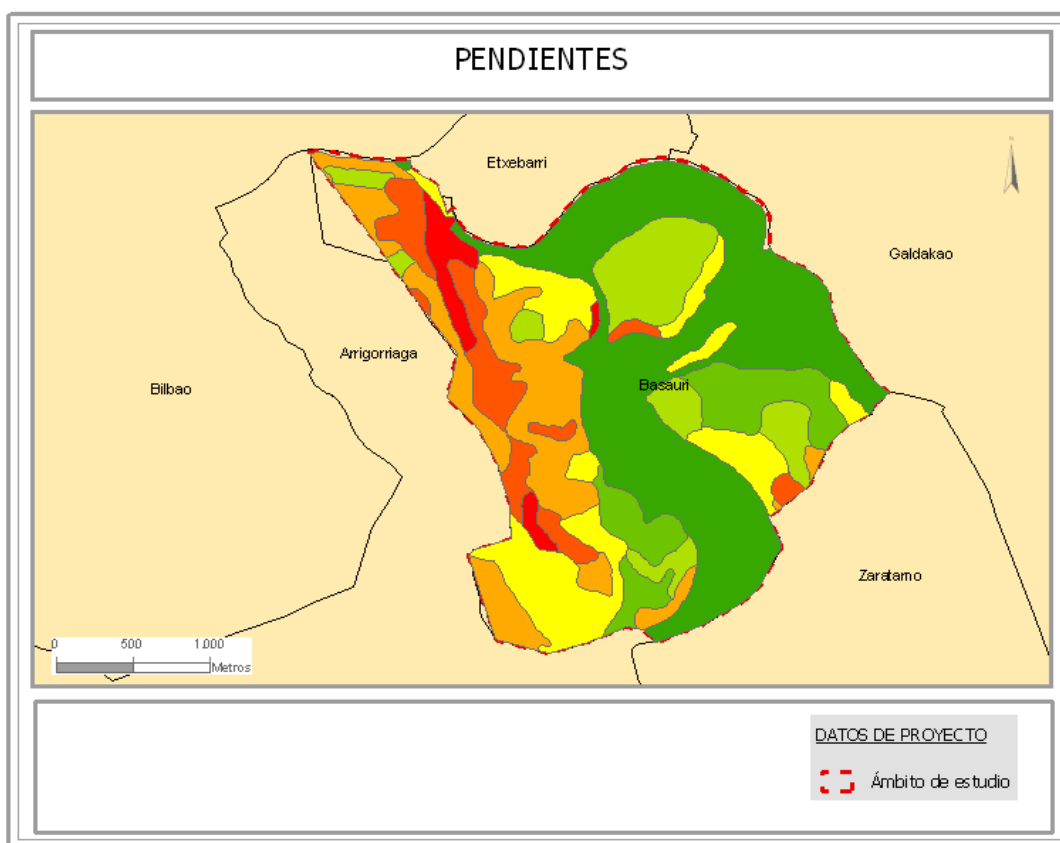 PENDIENTES
Etxebarri
Galdakao
Arrigorriaga
Bilbao
Basauri
Zaratamo
0 500 1.000
Metros
DATOS DE PROYECTO
Ámbito de estudio